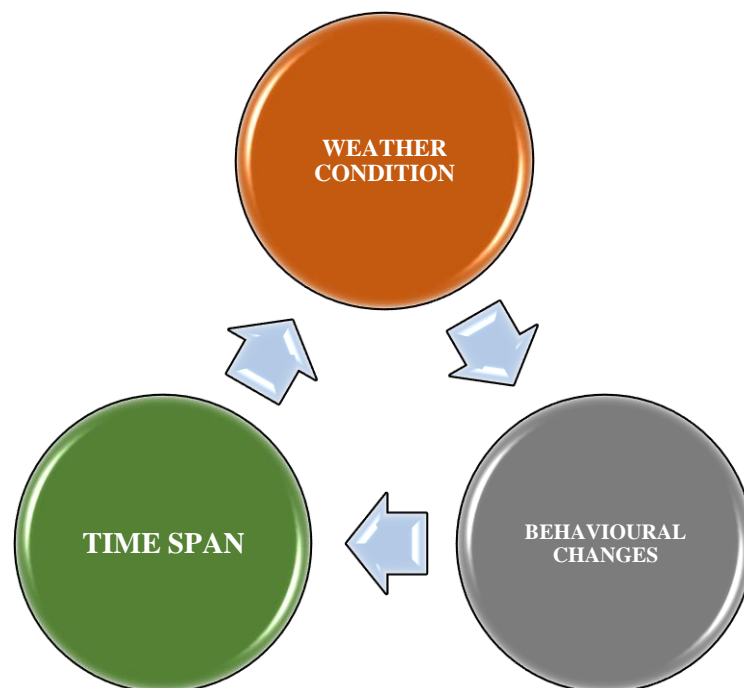 WEATHER
CONDITION
BEHAVIOURAL
CHANGES
TIME SPAN